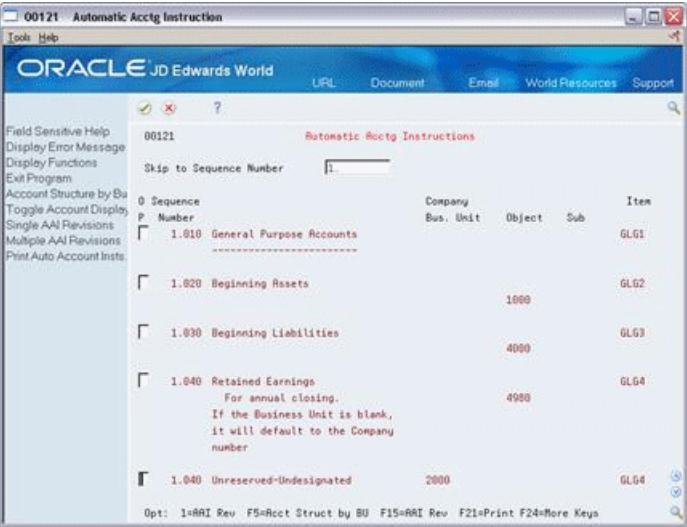 00121 Automatic Acctg Instruction
Tools Help
ORACLE JD Edwards World
URL Document Email World Resources Support
?
Field Sensitive Help
Display Error Message
Display Functions
Exit Program
Account Structure by Bu
Toggle Account Display
Single AAI Revisions
Multiple AAI Revisions
Print Auto Account Insts.
00121 Automatic Acctg Instructions
Skip to Sequence Number 1.
O Sequence Company Item
P Number Bus. Unit Object Sub
1.010 General Purpose Accounts GLG1
------------------------
1.020 Beginning Assets GLG2
1000
1.030 Beginning Liabilities GLG3
4000
1.040 Retained Earnings GLG4
For annual closing. 4980
If the Business Unit is blank,
it will default to the Company
number
1.040 Unreserved-Undesignated 2000 GLG4
Opt: 1=AAI Rev F5=Acct Struct by BU F15=AAI Rev F21=Print F24=More Keys